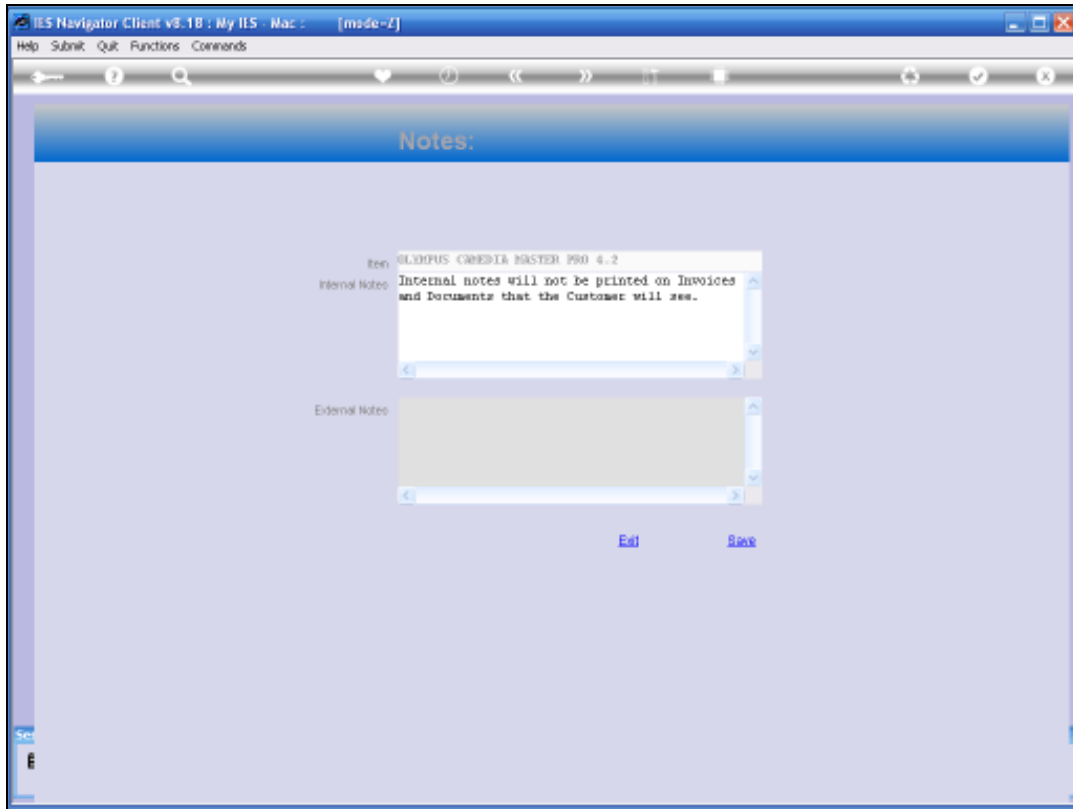 IES Navigator Client v8.1B : My IES - Mac : [mode=Z]
Help Submit Quit Functions Commands
Notes:
Item OLYMPUS CAMEDIA MASTER PRO 4.2
Internal Notes Internal notes will not be printed on Invoices
and Documents that the Customer will see.
External Notes
Exit Save